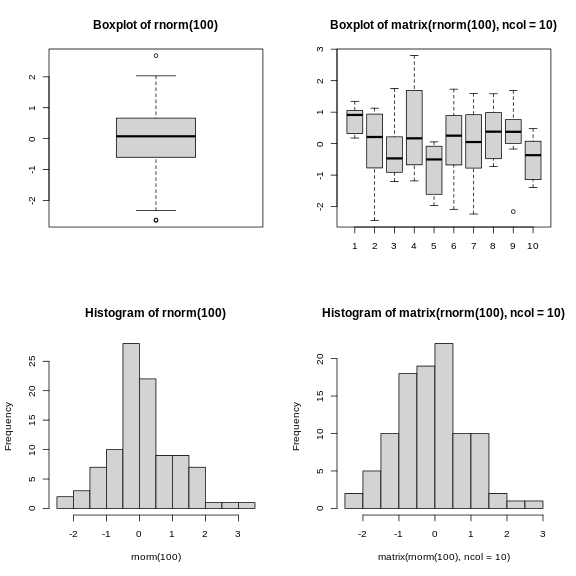 Boxplot of rnorm(100)
-2 -1 0 1 2
Boxplot of matrix(rnorm(100), ncol = 10)
-2 -1 0 1 2 3
1 2 3 4 5 6 7 8 9 10
Histogram of rnorm(100)
Frequency
0 5 10 15 20 25
-2 -1 0 1 2 3
rnorm(100)
Histogram of matrix(rnorm(100), ncol = 10)
Frequency
0 5 10 15 20
-2 -1 0 1 2 3
matrix(rnorm(100), ncol = 10)